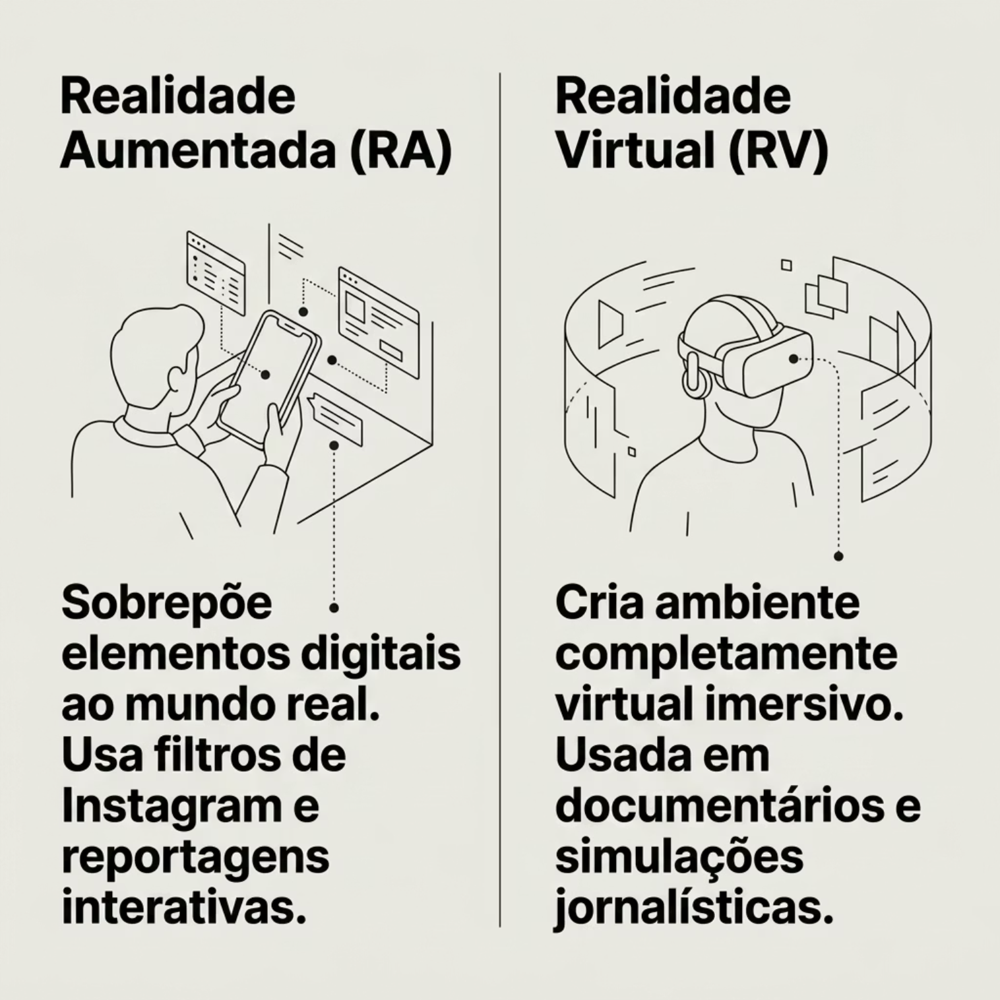 Realidade
Aumentada (RA)
Sobrepõe
elementos digitais
ao mundo real.
Usa filtros de
Instagram e
reportagens
interativas.
Realidade
Virtual (RV)
Cria ambiente
completamente
virtual imersivo.
Usada em
documentários e
simulações
jornalísticas.